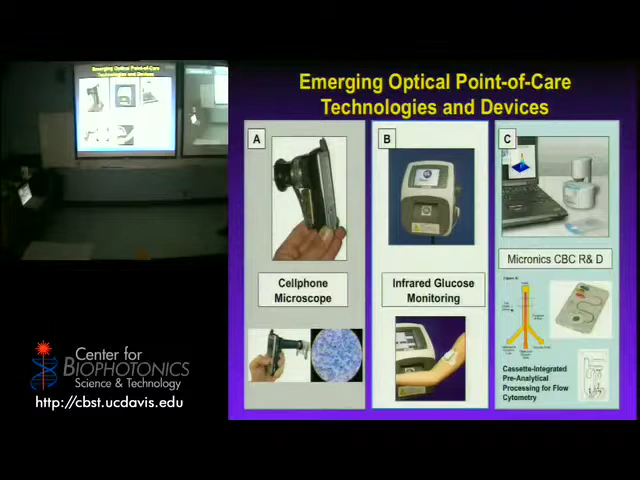 Emerging Optical Point-of-Care
Technologies and Devices
A
B
C
Cellphone
Microscope
Infrared Glucose
Monitoring
Micronics CBC R& D
Cassette-Integrated
Pre-Analytical
Processing for Flow
Cytometry
Center for
BIOPHOTONICS
Science & Technology
http://cbst.ucdavis.edu